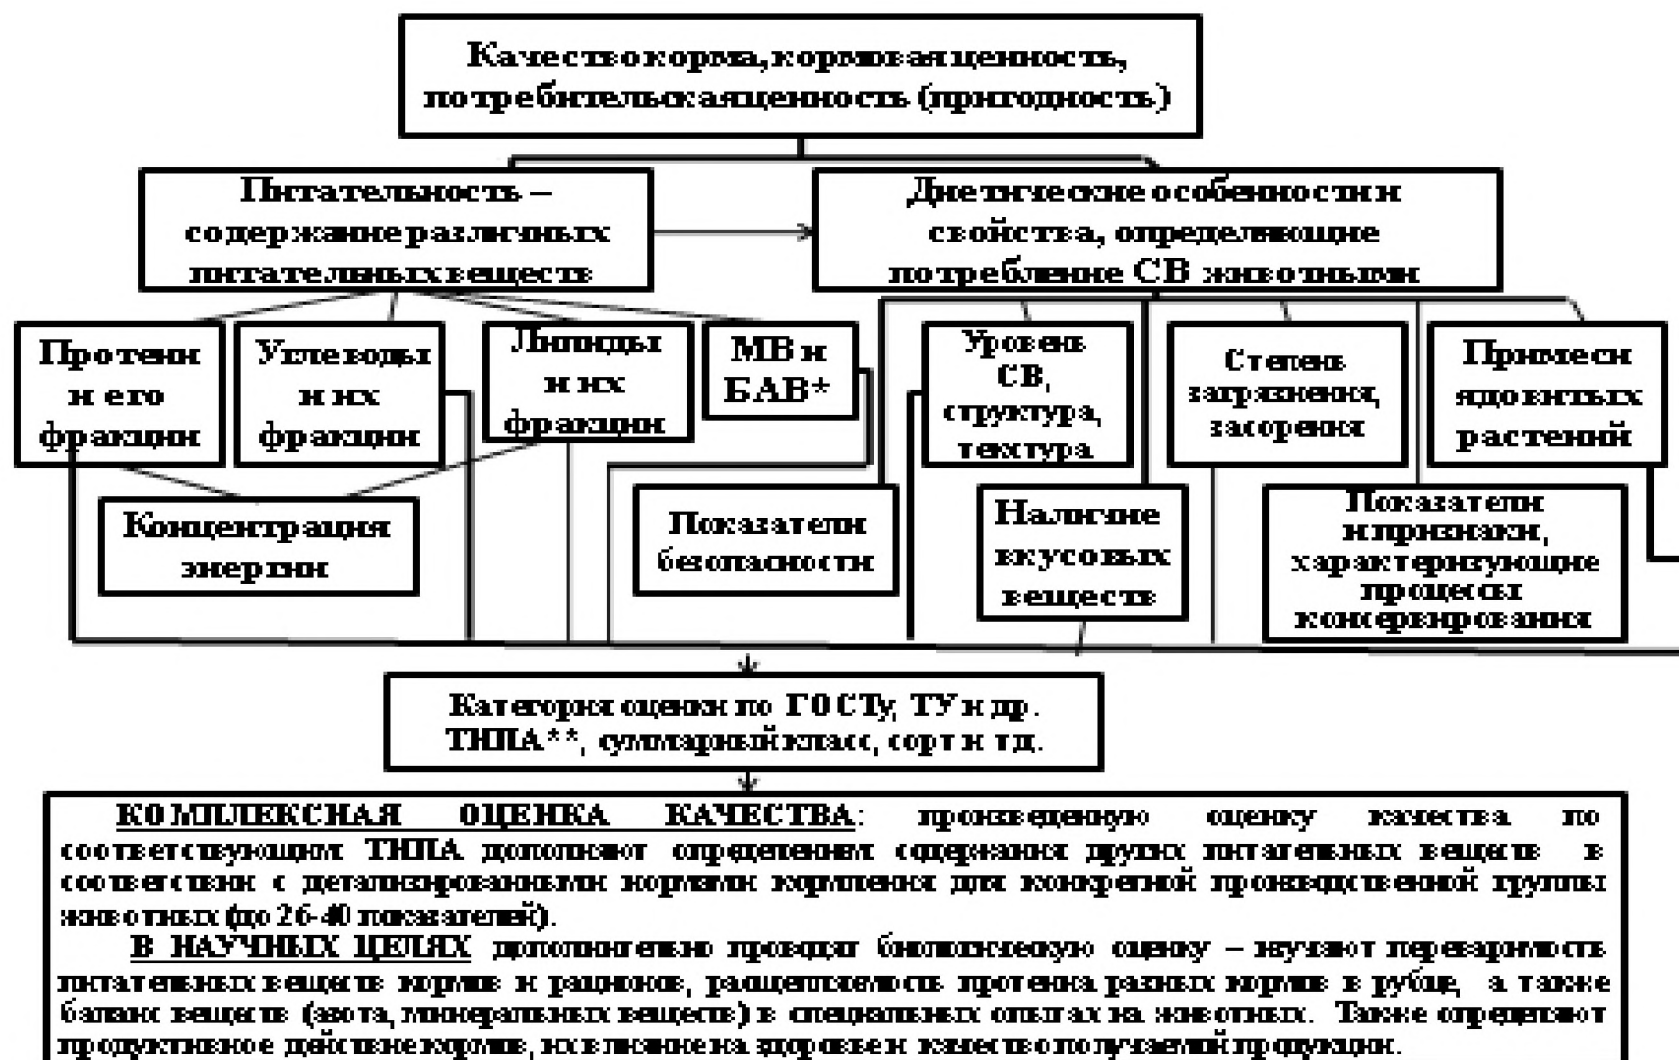 Качество корма, кормовая ценность,
потребительская ценность (пригодность)
Питательность –
содержание различных
питательных веществ
Диетические особенности и
свойства, определяющие
потребление СВ животными
Протеин
и его
фракции
Углеводы
и их
фракции
Липиды
и их
фракции
МВ и
БАВ*
Уровень
СВ,
структура,
текстура
Степень
загрязнения,
засорения
Примеси
ядовитых
растений
Концентрация
энергии
Показатели
безопасности
Наличие
вкусовых
веществ
Показатели
и признаки,
характеризующие
процессы
консервирования
Категория оценки по ГОСТу, ТУ и др.
ТНПА**, суммарный класс, сорт и т.д.
КОМПЛЕКСНАЯ ОЦЕНКА КАЧЕСТВА: произведенную оценку качества по
соответствующим ТНПА дополняют определением содержания других питательных веществ в
соответствии с детализированными нормами кормления для конкретной производственной группы
животных (до 26-40 показателей).
В НАУЧНЫХ ЦЕЛЯХ дополнительно проводят биологическую оценку – изучают переваримость
питательных веществ кормов и рационов, расщепляемость протеина разных кормов в рубце, а также
баланс веществ (азота, минеральных веществ) в специальных опытах на животных. Также определяют
продуктивное действие кормов, их влияние на здоровье и качество получаемой продукции.